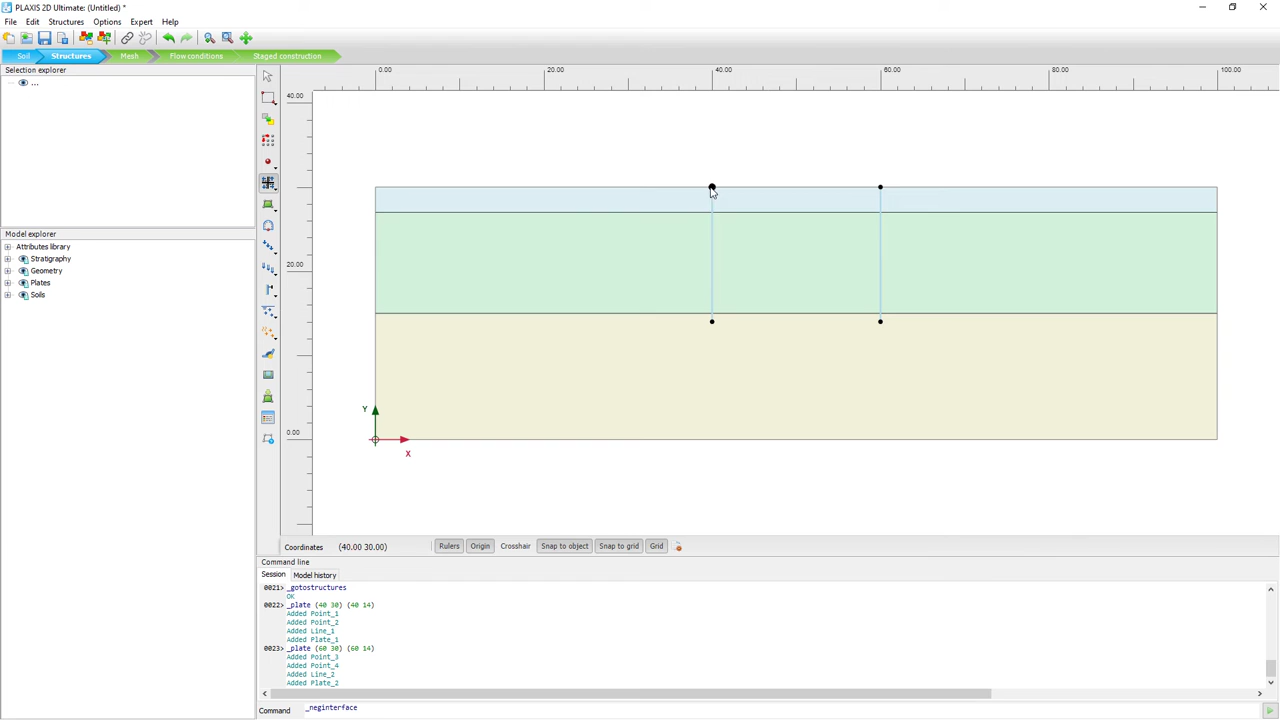 PLAXIS 2D Ultimate: (Untitled) *
File Edit Structures Options Expert Help
Soil Structures Mesh Flow conditions Staged construction
Selection explorer
...
Model explorer
Attributes library
Stratigraphy
Geometry
Plates
Soils
0.00 20.00 40.00 60.00 80.00 100.00
40.00
20.00
0.00
Y
X
Coordinates (40.00 30.00) Rulers Origin Crosshair Snap to object Snap to grid Grid
Command line
Session Model history
0021> _gotostructures
OK
0022> _plate (40 30) (40 14)
Added Point_1
Added Point_2
Added Line_1
Added Plate_1
0023> _plate (60 30) (60 14)
Added Point_3
Added Point_4
Added Line_2
Added Plate_2
Command _neginterface